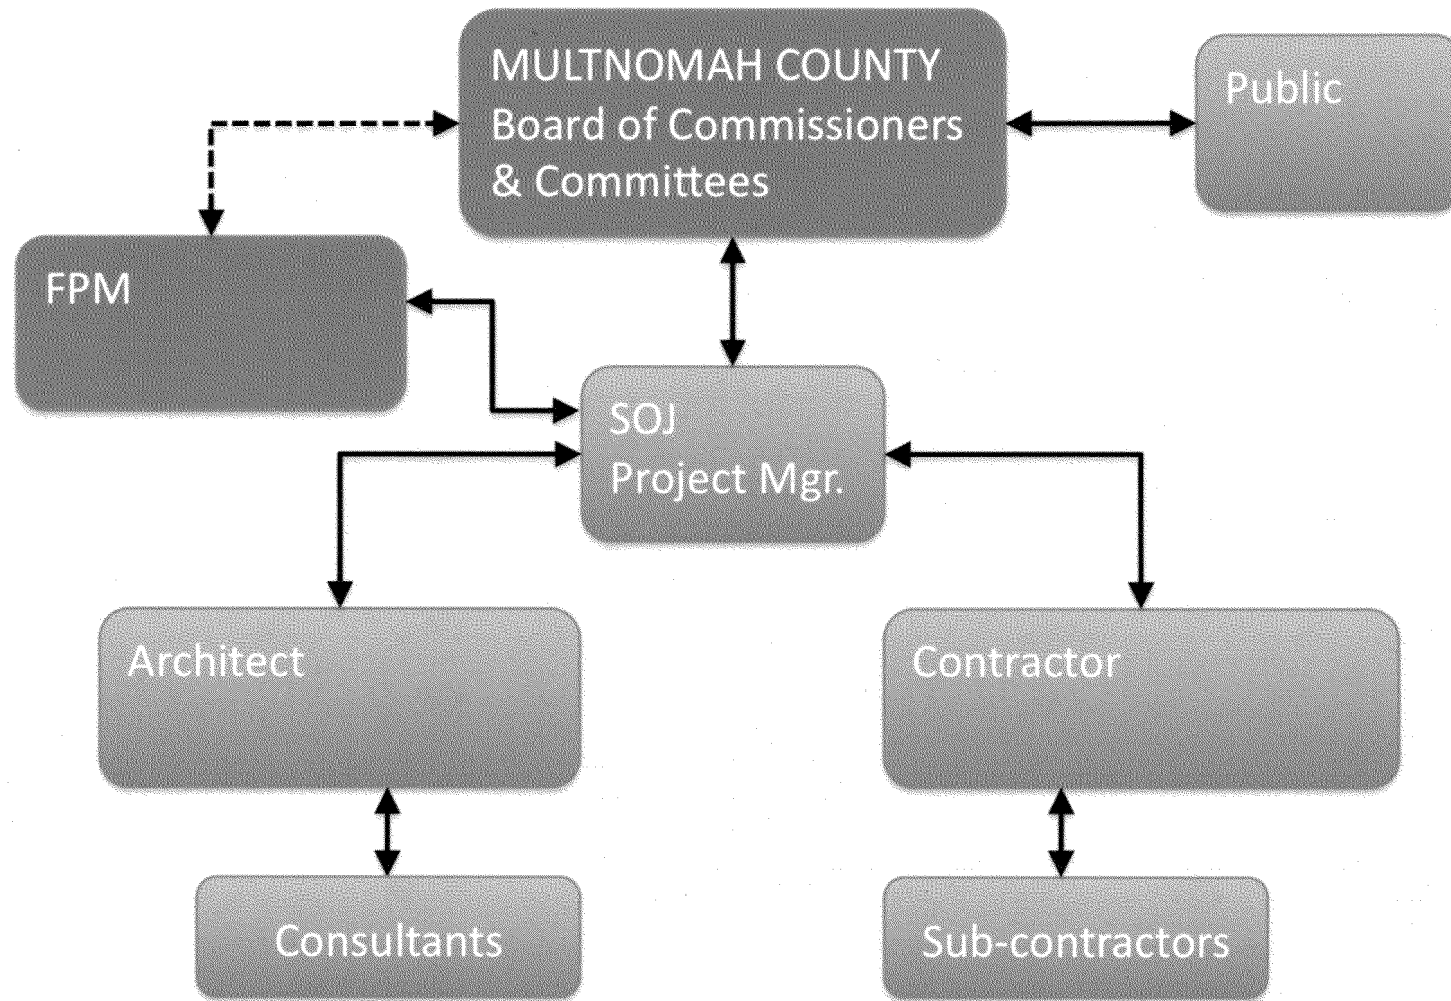 MULTNOMAH COUNTY
Board of Commissioners
& Committees
Public
FPM
SOJ
Project Mgr.
Architect
Contractor
Consultants
Sub-contractors